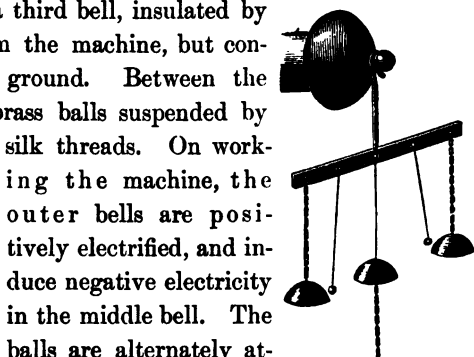 third bell, insulated by
the machine, but con-
ground. Between the
brass balls suspended by
silk threads. On work-
ing the machine, the
outer bells are posi-
tively electrified, and in-
duce negative electricity
in the middle bell. The
balls are alternately at-